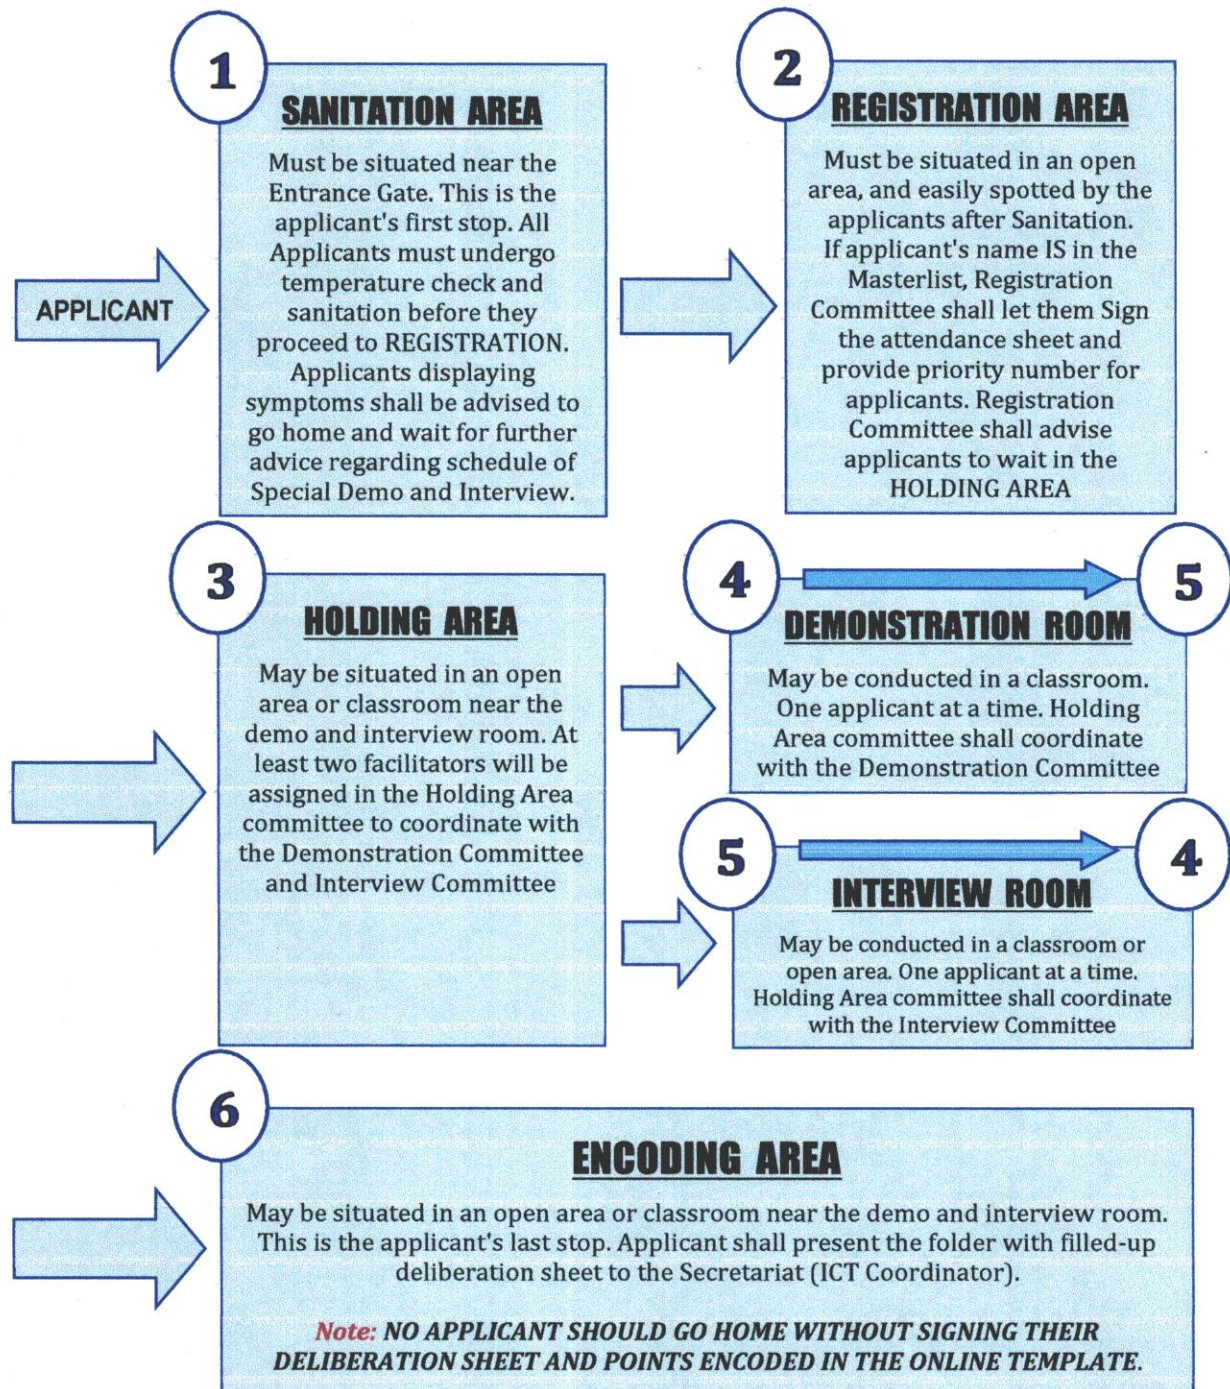 1
SANITATION AREA
Must be situated near the
Entrance Gate. This is the
applicant's first stop. All
Applicants must undergo
temperature check and
sanitation before they
proceed to REGISTRATION.
Applicants displaying
symptoms shall be advised to
go home and wait for further
advice regarding schedule of
Special Demo and Interview.
APPLICANT
2
REGISTRATION AREA
Must be situated in an open
area, and easily spotted by the
applicants after Sanitation.
If applicant's name IS in the
Masterlist, Registration
Committee shall let them Sign
the attendance sheet and
provide priority number for
applicants. Registration
Committee shall advise
applicants to wait in the
HOLDING AREA
3
HOLDING AREA
May be situated in an open
area or classroom near the
demo and interview room. At
least two facilitators will be
assigned in the Holding Area
committee to coordinate with
the Demonstration Committee
and Interview Committee
4
5
DEMONSTRATION ROOM
May be conducted in a classroom.
One applicant at a time. Holding
Area committee shall coordinate
with the Demonstration Committee
5
4
INTERVIEW ROOM
May be conducted in a classroom or
open area. One applicant at a time.
Holding Area committee shall coordinate
with the Interview Committee
6
ENCODING AREA
May be situated in an open area or classroom near the demo and interview room.
This is the applicant's last stop. Applicant shall present the folder with filled-up
deliberation sheet to the Secretariat (ICT Coordinator).
Note: NO APPLICANT SHOULD GO HOME WITHOUT SIGNING THEIR
DELIBERATION SHEET AND POINTS ENCODED IN THE ONLINE TEMPLATE.